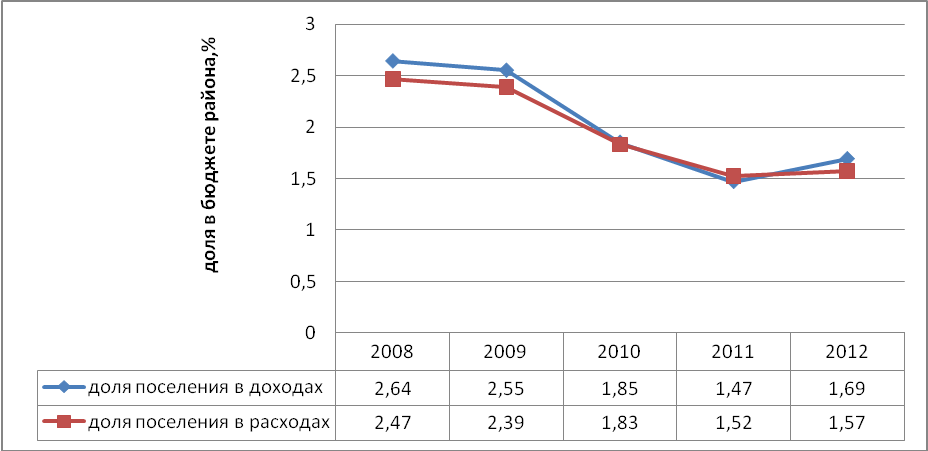 доля в бюджете района,%
3
2,5
2
1,5
1
0,5
0
2008 2009 2010 2011 2012
доля поселения в доходах 2,64 2,55 1,85 1,47 1,69
доля поселения в расходах 2,47 2,39 1,83 1,52 1,57